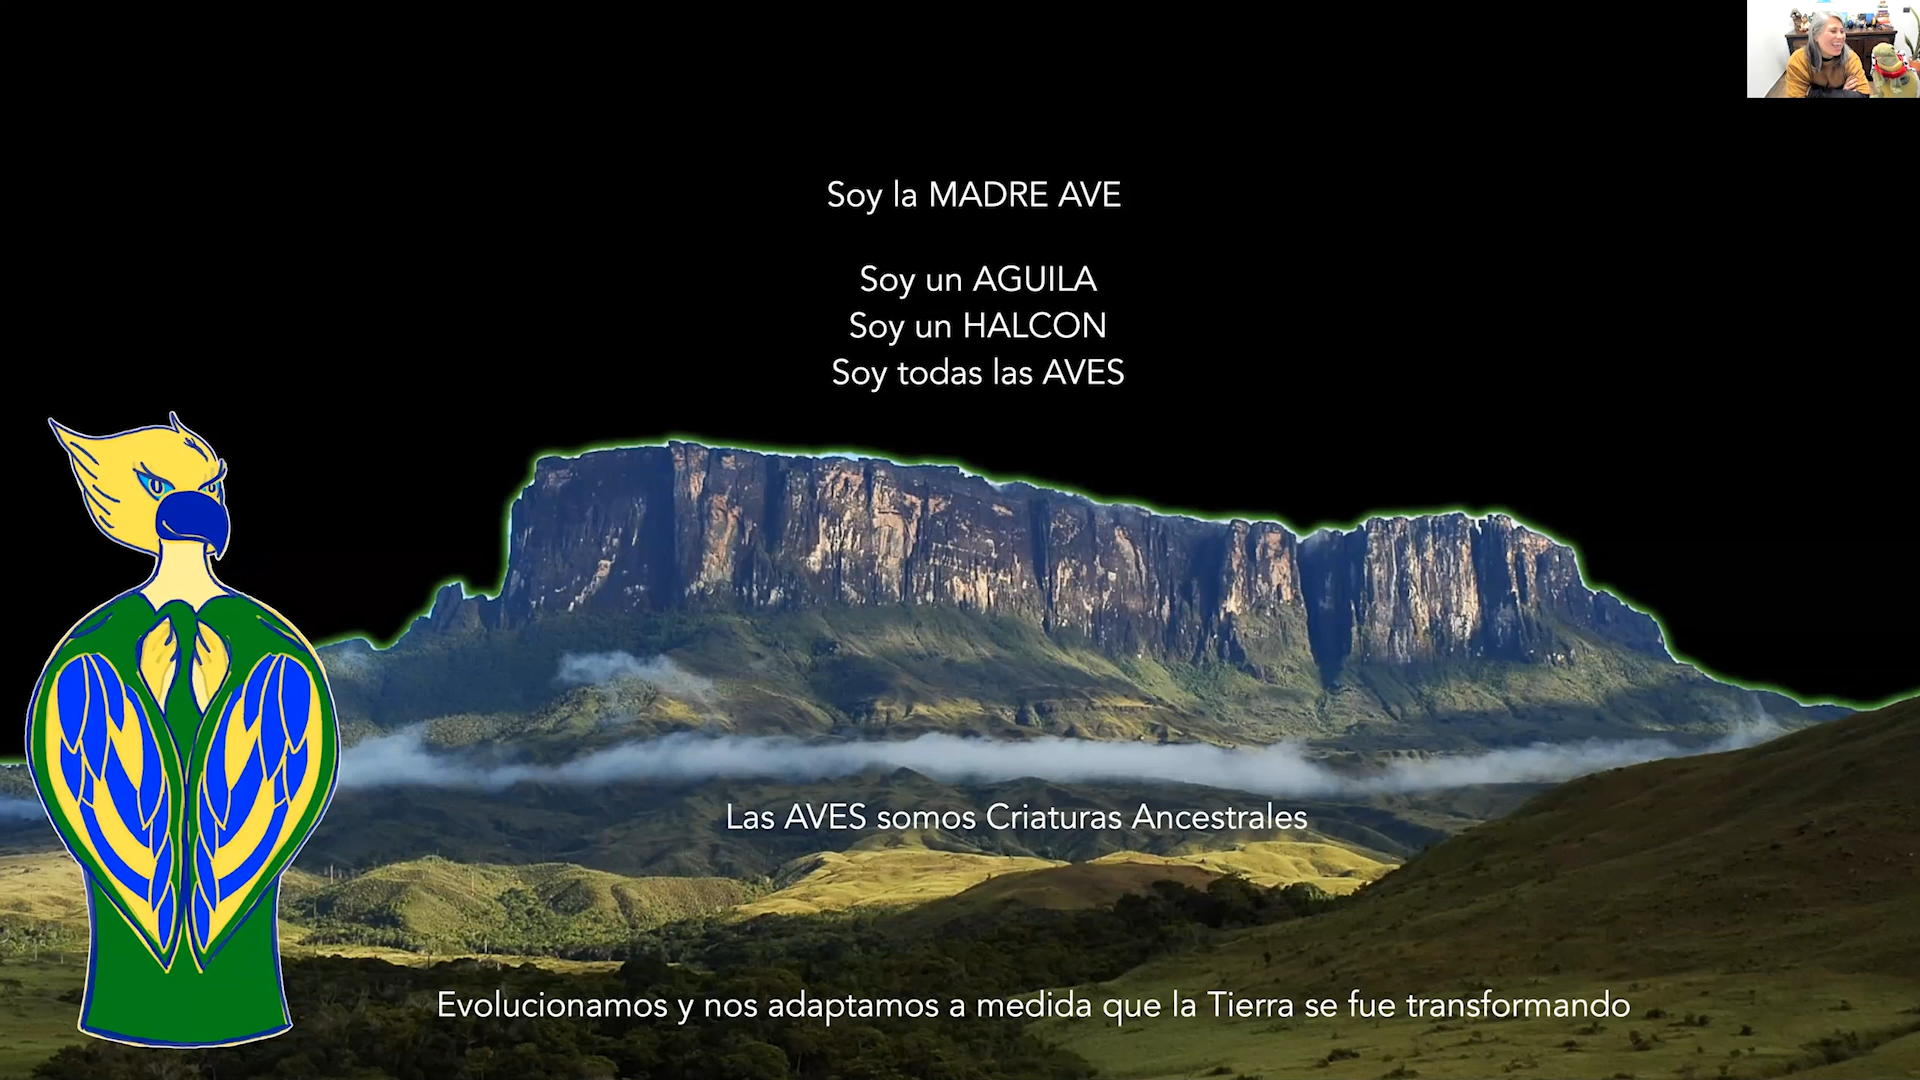 Soy la MADRE AVE
Soy un AGUILA
Soy un HALCON
Soy todas las AVES
Las AVES somos Criaturas Ancestrales
Evolucionamos y nos adaptamos a medida que la Tierra se fue transformando